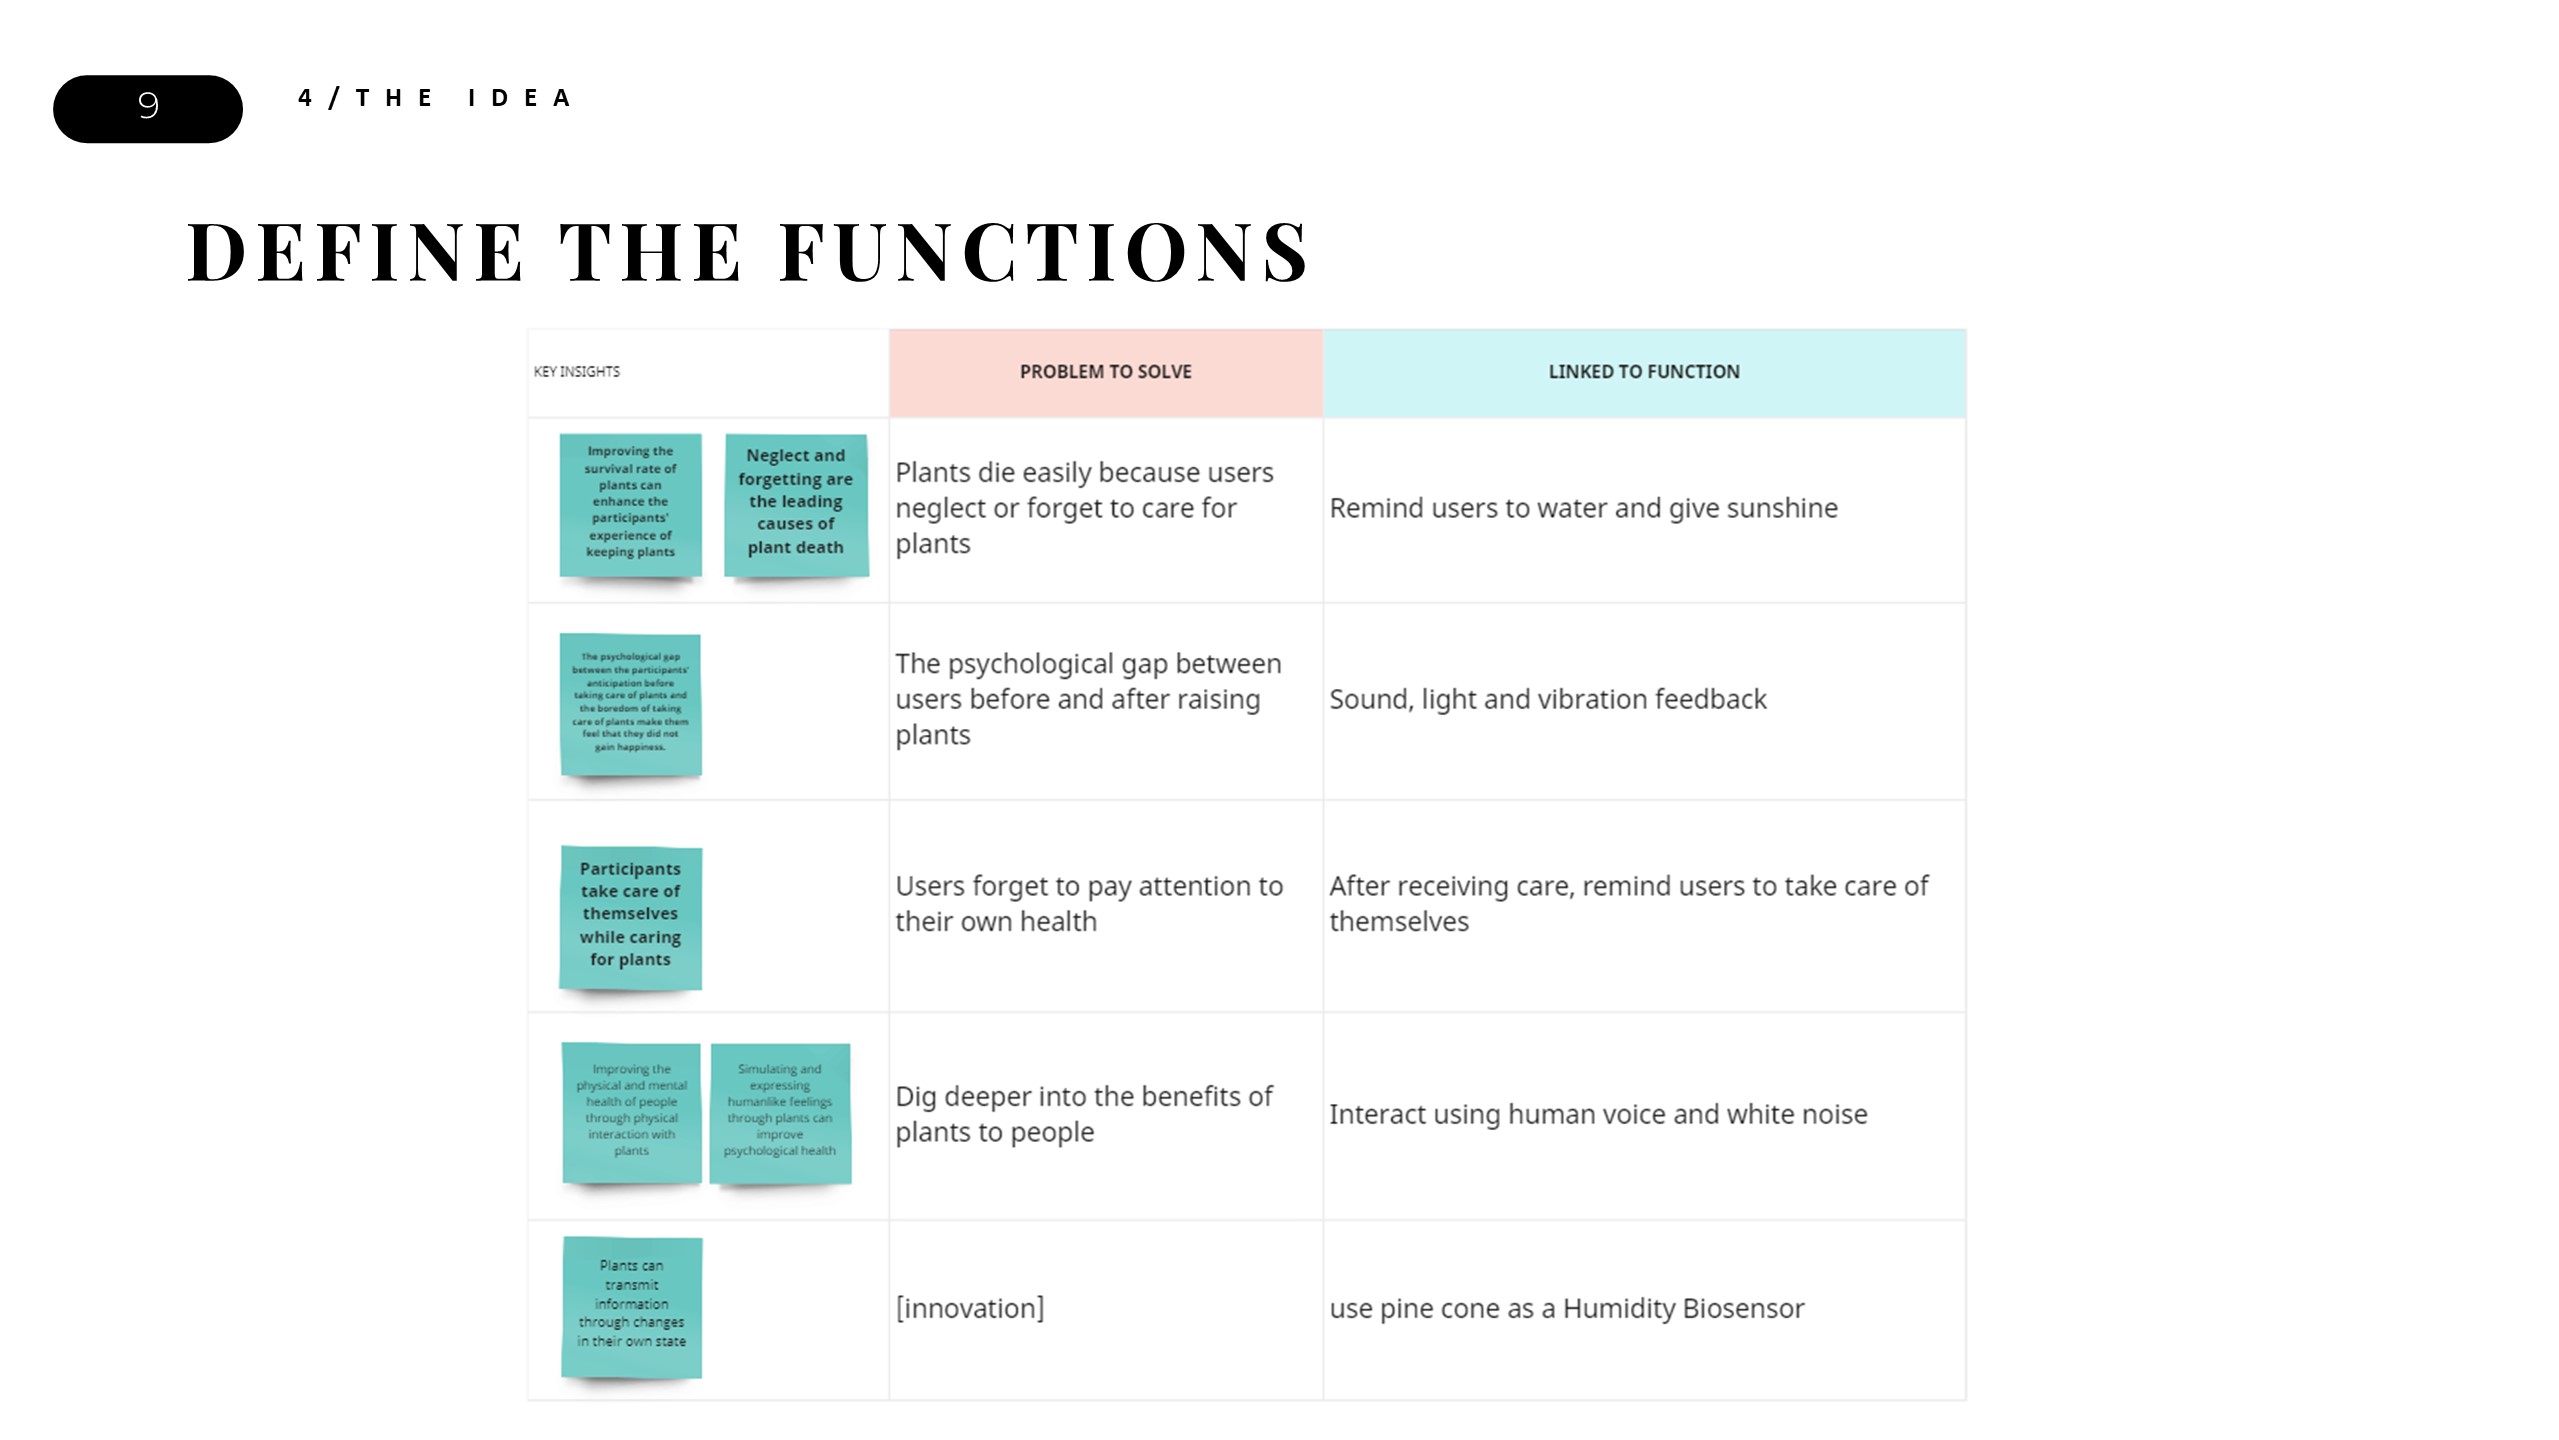 9
4/THE IDEA
DEFINE THE FUNCTIONS
KEY INSIGHTS
PROBLEM TO SOLVE
LINKED TO FUNCTION
Improving the
survival rate of
plants can
enhance the
participants'
experience of
keeping plants
Neglect and
forgetting are
the leading
causes of
plant death
Plants die easily because users
neglect or forget to care for
plants
Remind users to water and give sunshine
The psychological gap
between the participants'
anticipation before
taking care of plants and
the boredom of taking
care of plants make them
feel that they did not
gain happiness.
The psychological gap between
users before and after raising
plants
Sound, light and vibration feedback
Participants
take care of
themselves
while caring
for plants
Users forget to pay attention to
their own health
After receiving care, remind users to take care of
themselves
Improving the
physical and mental
health of people
through physical
interaction with
plants
Simulating and
expressing
humanlike feelings
through plants can
improve
psychological health
Dig deeper into the benefits of
plants to people
Interact using human voice and white noise
Plants can
transmit
information
through changes
in their own state
[innovation]
use pine cone as a Humidity Biosensor